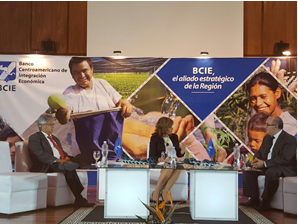 Banco
Centroamericano de
Integración
Económica
BCIE
BCIE,
el aliado estratégico
de la Región